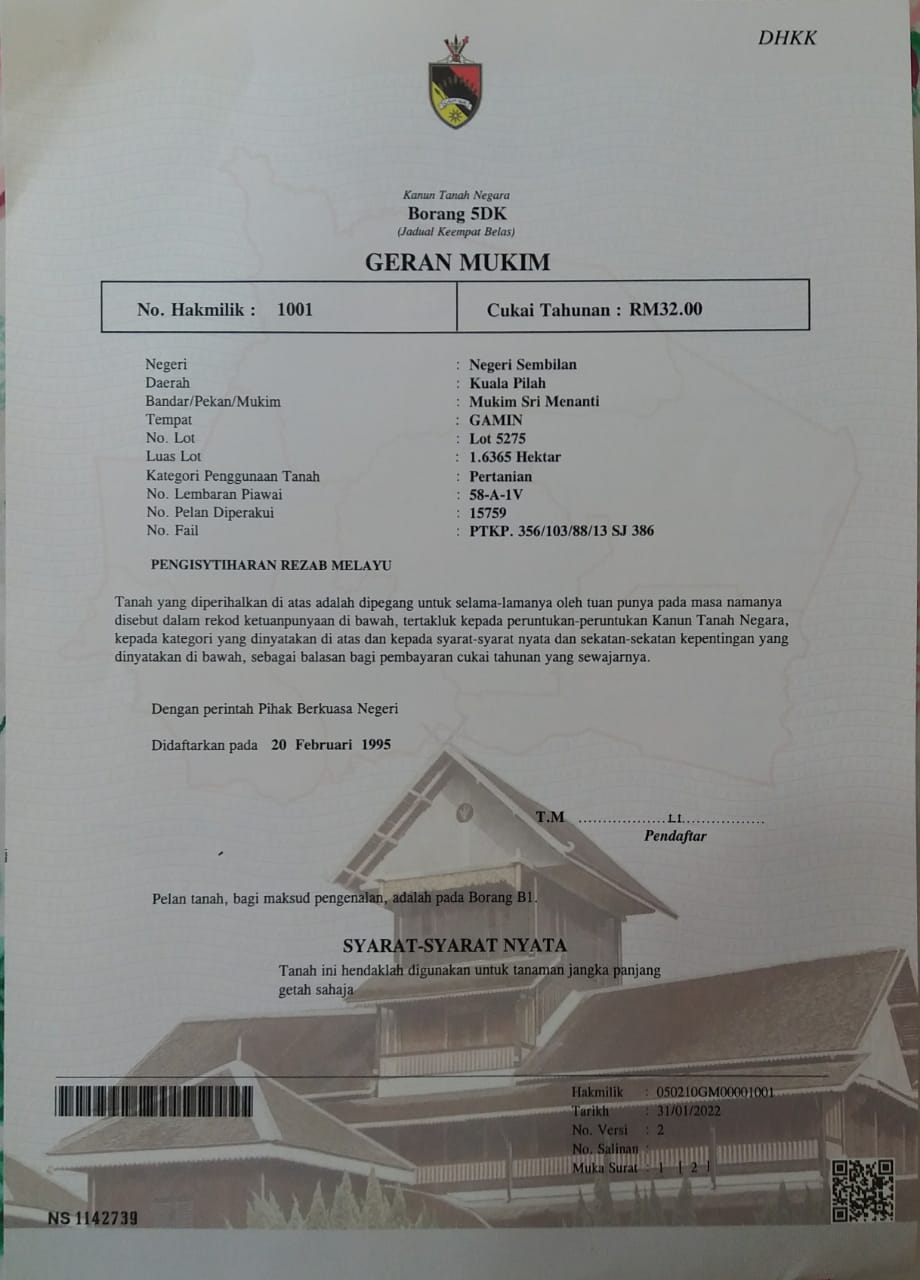 DHKK
Kanun Tanah Negara
Borang 5DK
(Jadual Keempat Belas)
GERAN MUKIM
No. Hakmilik : 1001 Cukai Tahunan : RM32.00
Negeri : Negeri Sembilan
Daerah : Kuala Pilah
Bandar/Pekan/Mukim : Mukim Sri Menanti
Tempat : GAMIN
No. Lot : Lot 5275
Luas Lot : 1.6365 Hektar
Kategori Penggunaan Tanah : Pertanian
No. Lembaran Piawai : 58-A-1V
No. Pelan Diperakui : 15759
No. Fail : PTKP. 356/103/88/13 SJ 386
PENGISYTIHARAN REZAB MELAYU
Tanah yang diperihalkan di atas adalah dipegang untuk selama-lamanya oleh tuan punya pada masa namanya
disebut dalam rekod ketuanpunyaan di bawah, tertakluk kepada peruntukan-peruntukan Kanun Tanah Negara,
kepada kategori yang dinyatakan di atas dan kepada syarat-syarat nyata dan sekatan-sekatan kepentingan yang
dinyatakan di bawah, sebagai balasan bagi pembayaran cukai tahunan yang sewajarnya.
Dengan perintah Pihak Berkuasa Negeri
Didaftarkan pada 20 Februari 1995
T.M ..................t.t.................
Pendaftar
Pelan tanah, bagi maksud pengenalan, adalah pada Borang B1.
SYARAT-SYARAT NYATA
Tanah ini hendaklah digunakan untuk tanaman jangka panjang
getah sahaja
Hakmilik : 050210GM00001001
Tarikh : 31/01/2022
No. Versi : 2
No. Salinan :
Muka Surat : 1 [ 2 ]
NS 1142739